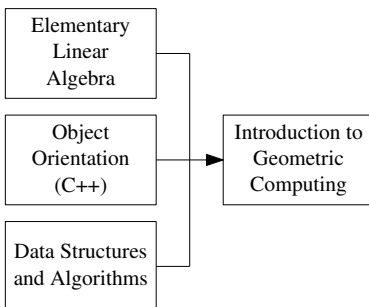 Elementary
Linear
Algebra
Object
Orientation
(C++)
Introduction to
Geometric
Computing
Data Structures
and Algorithms